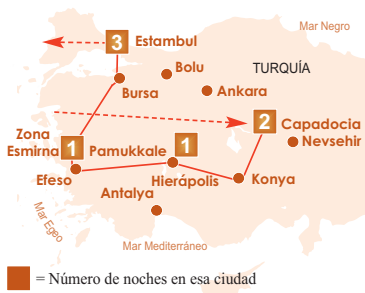 Mar Negro
3 Estambul
Bolu
TURQUÍA
Bursa
Ankara
2 Capadocia
Nevsehir
Zona
Esmirna 1
Pamukkale 1
Efeso
Hierápolis
Konya
Antalya
Mar Egeo
Mar Mediterráneo
= Número de noches en esa ciudad